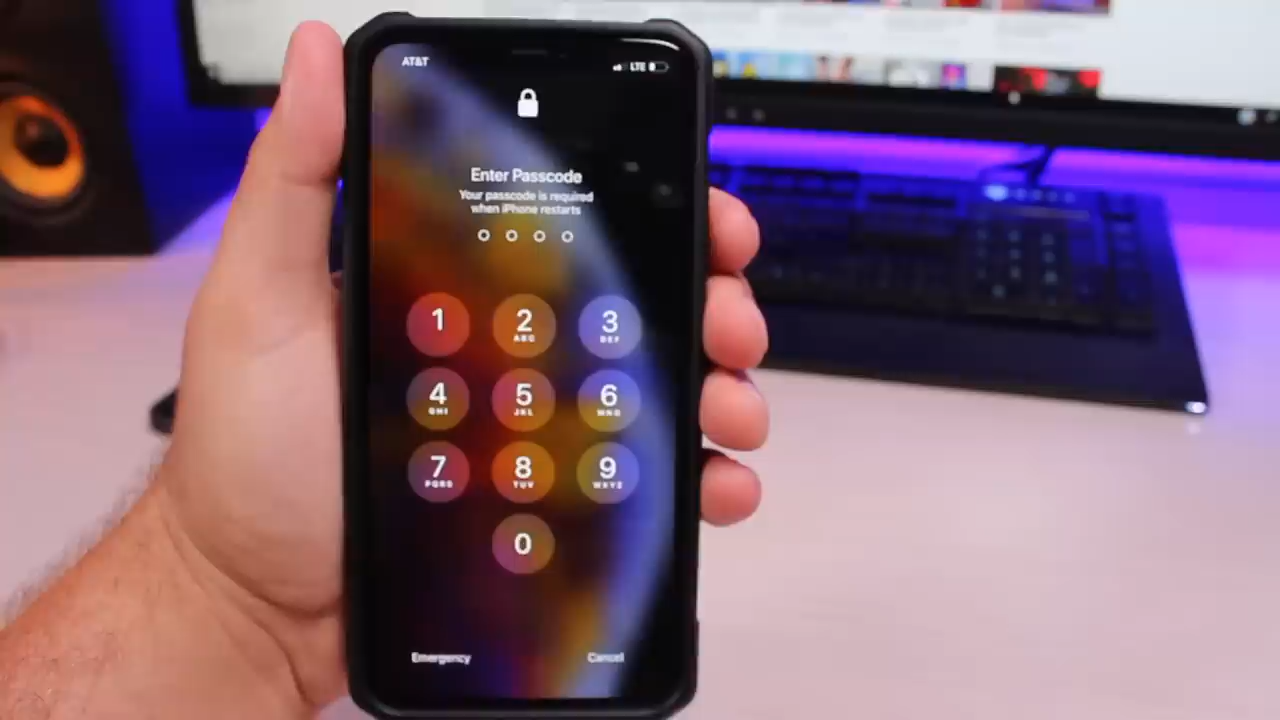 AT&T
LTE
Enter Passcode
Your passcode is required
when iPhone restarts
1
2
ABC
3
DEF
4
GHI
5
JKL
6
MNO
7
PQRS
8
TUV
9
WXYZ
0
Emergency
Cancel